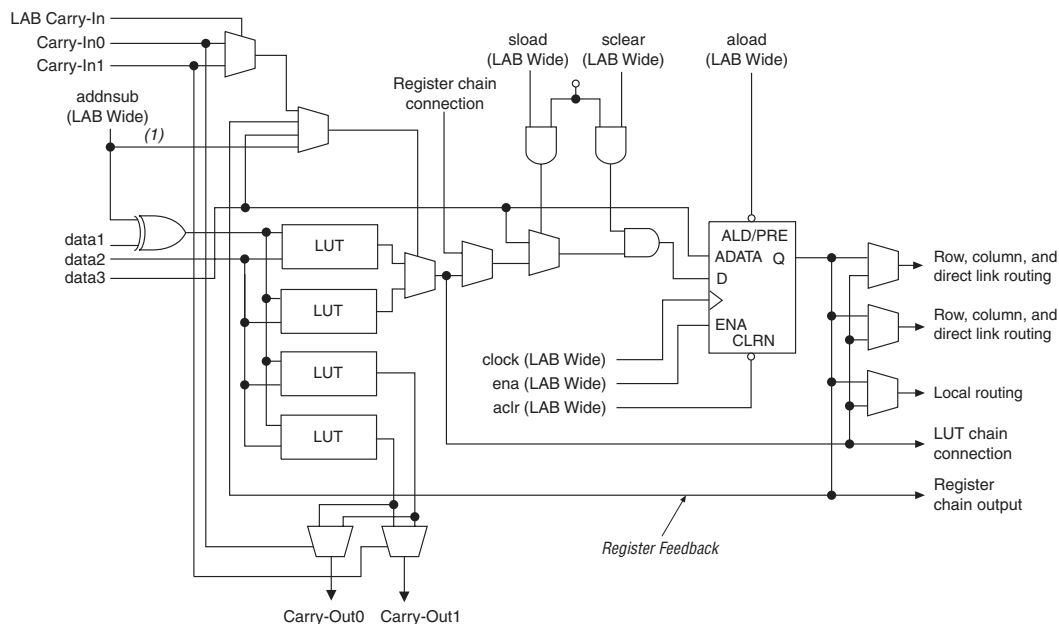 LAB Carry-In
Carry-In0
Carry-In1
addnsub
(LAB Wide)
(1)
Register chain
connection
sload
(LAB Wide)
sclear
(LAB Wide)
aload
(LAB Wide)
data1
data2
data3
LUT
LUT
LUT
LUT
ALD/PRE
ADATA
Q
D
ENA
CLRN
clock (LAB Wide)
ena (LAB Wide)
aclr (LAB Wide)
Row, column, and
direct link routing
Row, column, and
direct link routing
Local routing
LUT chain
connection
Register
chain output
Register Feedback
Carry-Out0
Carry-Out1